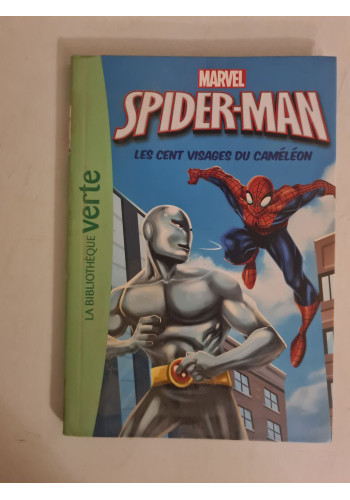 MARVEL
SPIDER-MAN
LES CENT VISAGES DU CAMÉLÉON
LA BIBLIOTHÈQUE verte